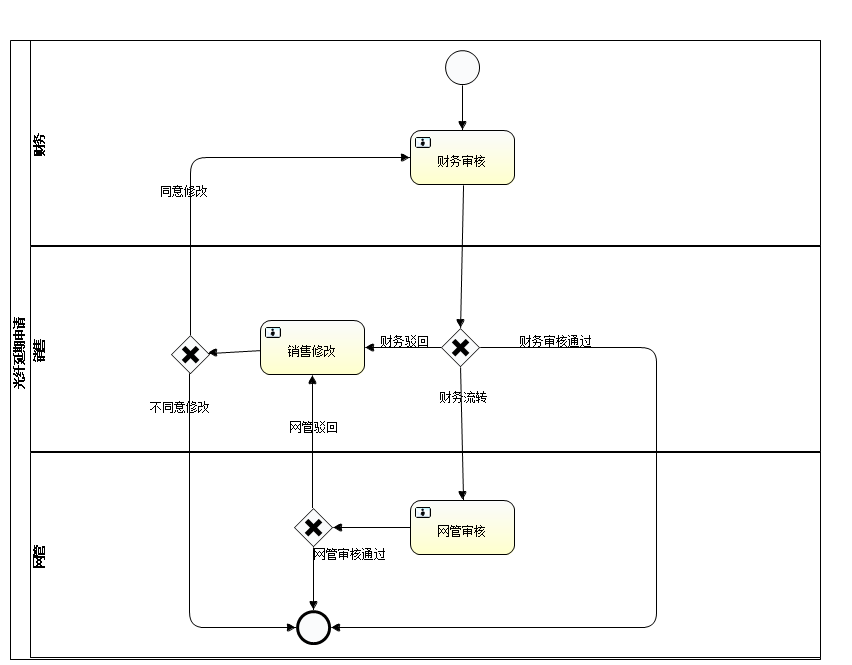 光纤延期申请
财务
财务审核
同意修改
销售
销售修改
财务驳回
财务审核通过
财务流转
不同意修改
网管驳回
网管
网管审核
网管审核通过